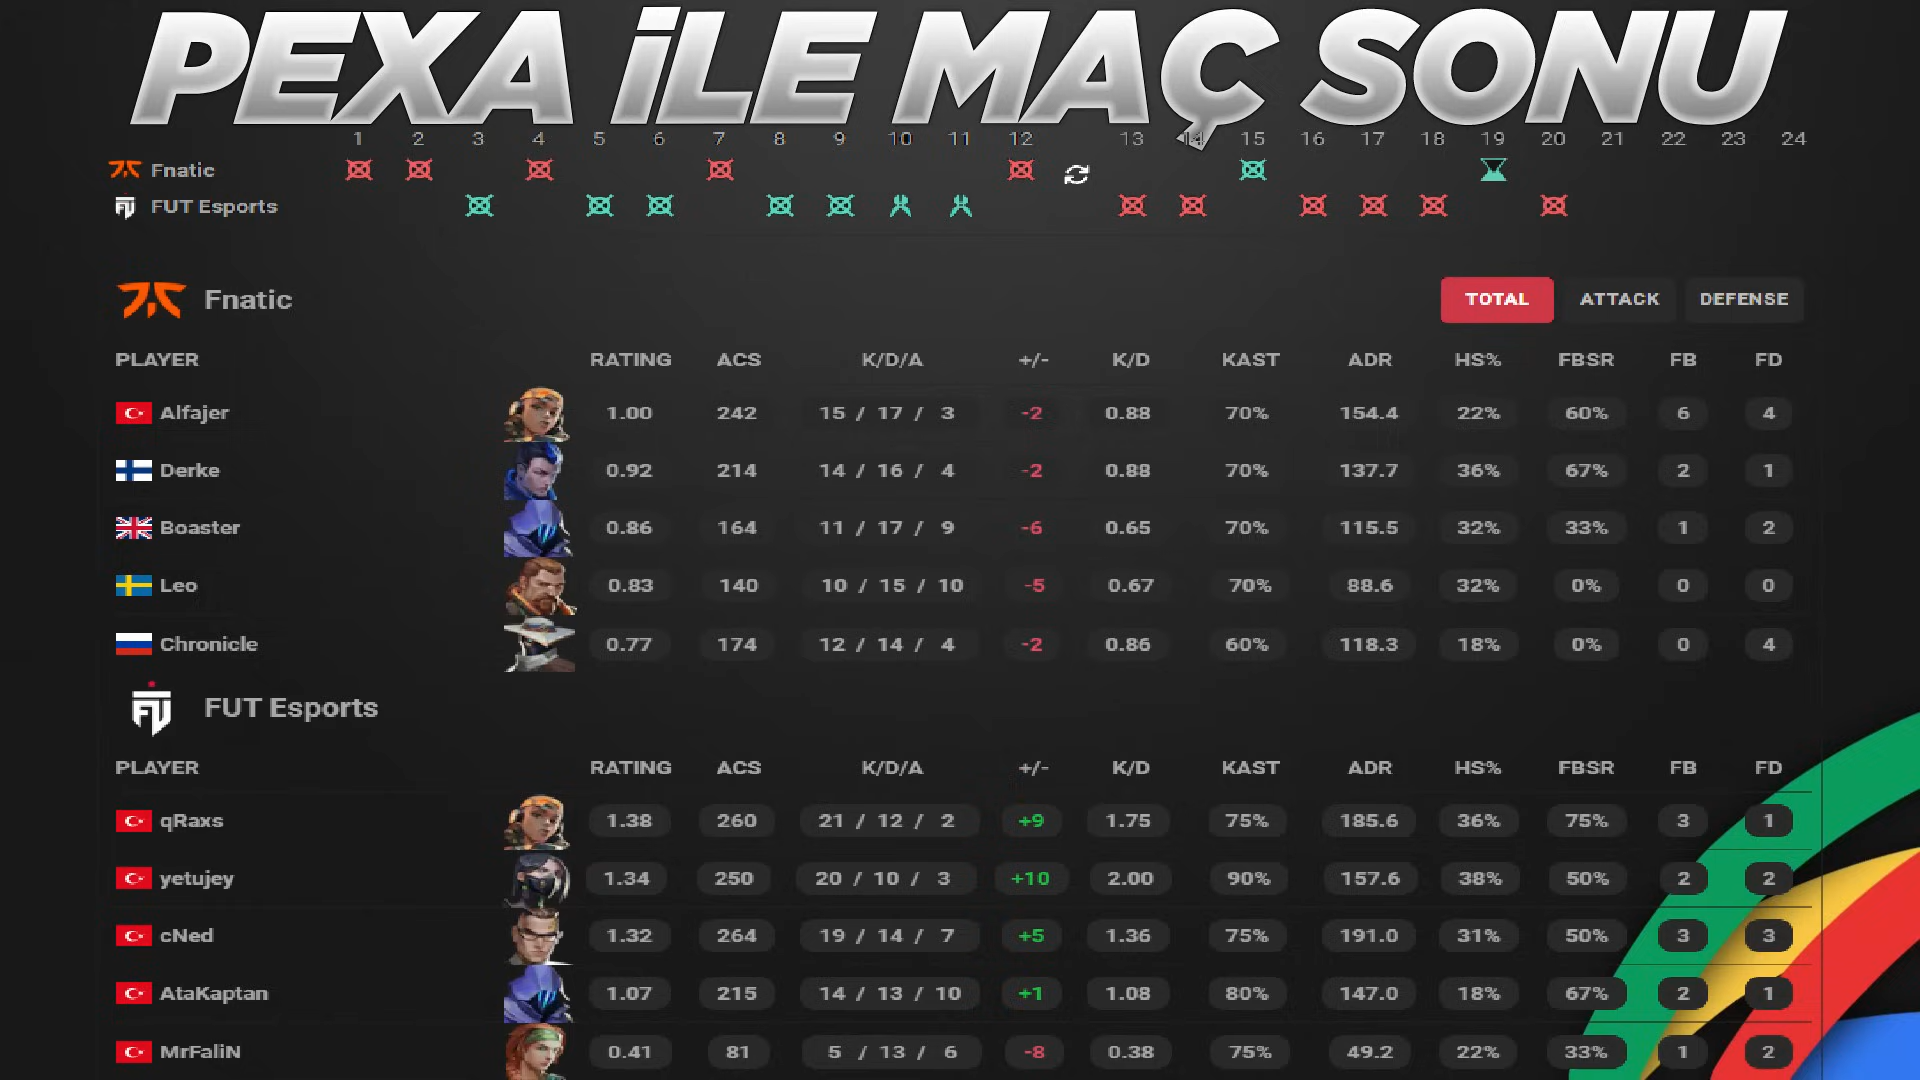 PEXA iLE MAÇ SONU
1 2 3 4 5 6 7 8 9 10 11 12 13 14 15 16 17 18 19 20 21 22 23 24
Fnatic
FUT Esports
Fnatic
TOTAL ATTACK DEFENSE
PLAYER RATING ACS K/D/A +/- K/D KAST ADR HS% FBSR FB FD
Alfajer 1.00 242 15 / 17 / 3 -2 0.88 70% 154.4 22% 60% 6 4
Derke 0.92 214 14 / 16 / 4 -2 0.88 70% 137.7 36% 67% 2 1
Boaster 0.86 164 11 / 17 / 9 -6 0.65 70% 115.5 32% 33% 1 2
Leo 0.83 140 10 / 15 / 10 -5 0.67 70% 88.6 32% 0% 0 0
Chronicle 0.77 174 12 / 14 / 4 -2 0.86 60% 118.3 18% 0% 0 4
FUT Esports
PLAYER RATING ACS K/D/A +/- K/D KAST ADR HS% FBSR FB FD
qRaxs 1.38 260 21 / 12 / 2 +9 1.75 75% 185.6 36% 75% 3 1
yetujey 1.34 250 20 / 10 / 3 +10 2.00 90% 157.6 38% 50% 2 2
cNed 1.32 264 19 / 14 / 7 +5 1.36 75% 191.0 31% 50% 3 3
AtaKaptan 1.07 215 14 / 13 / 10 +1 1.08 80% 147.0 18% 67% 2 1
MrFaliN 0.41 81 5 / 13 / 6 -8 0.38 75% 49.2 22% 33% 1 2